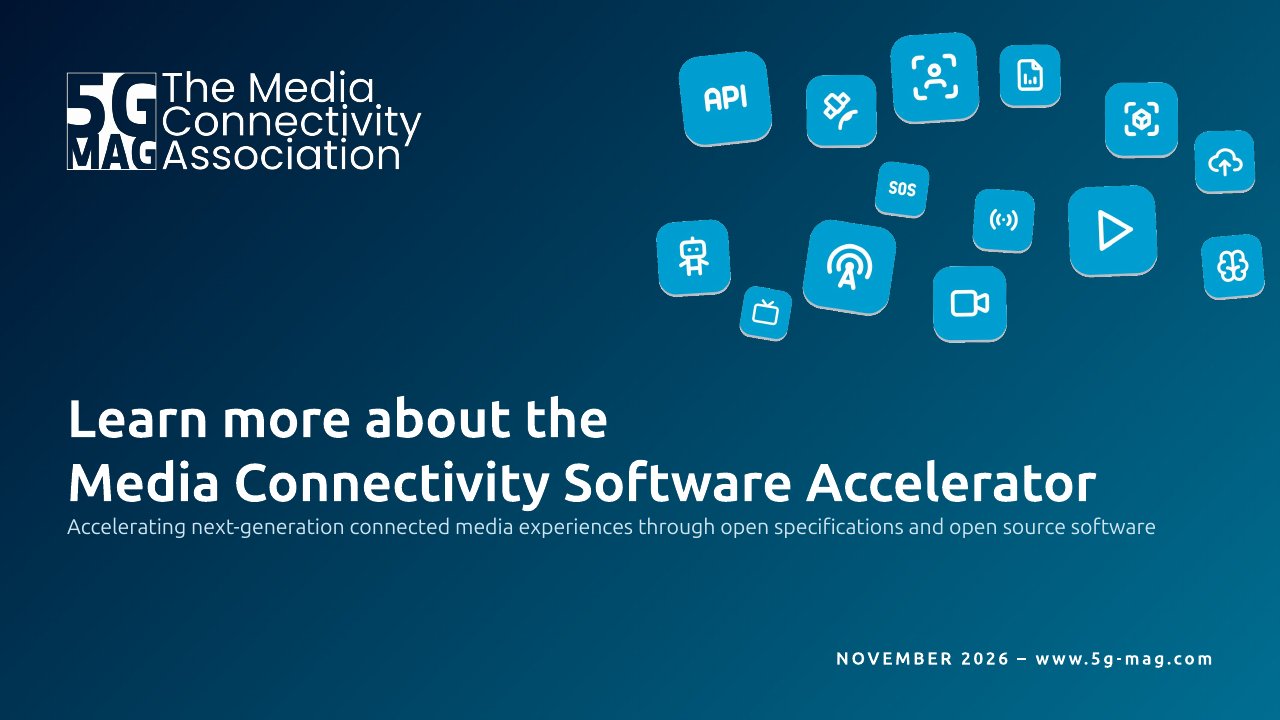 5G
MAG
The Media
Connectivity
Association
API
SOS
Learn more about the
Media Connectivity Software Accelerator
Accelerating next-generation connected media experiences through open specifications and open source software
NOVEMBER 2026 – www.5g-mag.com